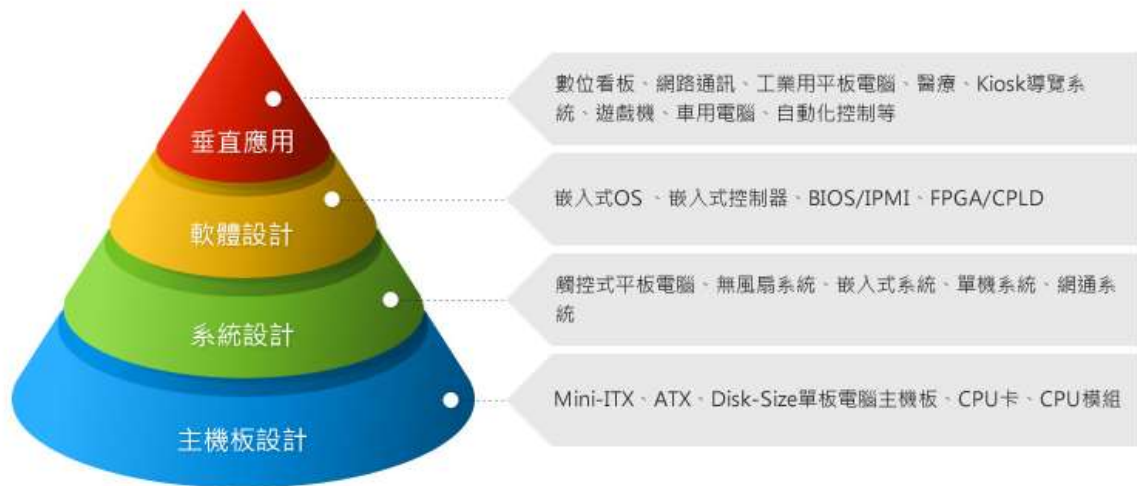 垂直應用
數位看板、網路通訊、工業用平板電腦、醫療、Kiosk導覽系
統、遊戲機、車用電腦、自動化控制等
軟體設計
嵌入式OS 、嵌入式控制器、BIOS/IPMI、FPGA/CPLD
系統設計
觸控式平板電腦、無風扇系統、嵌入式系統、單機系統、網通系
統
主機板設計
Mini-ITX、ATX、Disk-Size單板電腦主機板、CPU卡、CPU模組